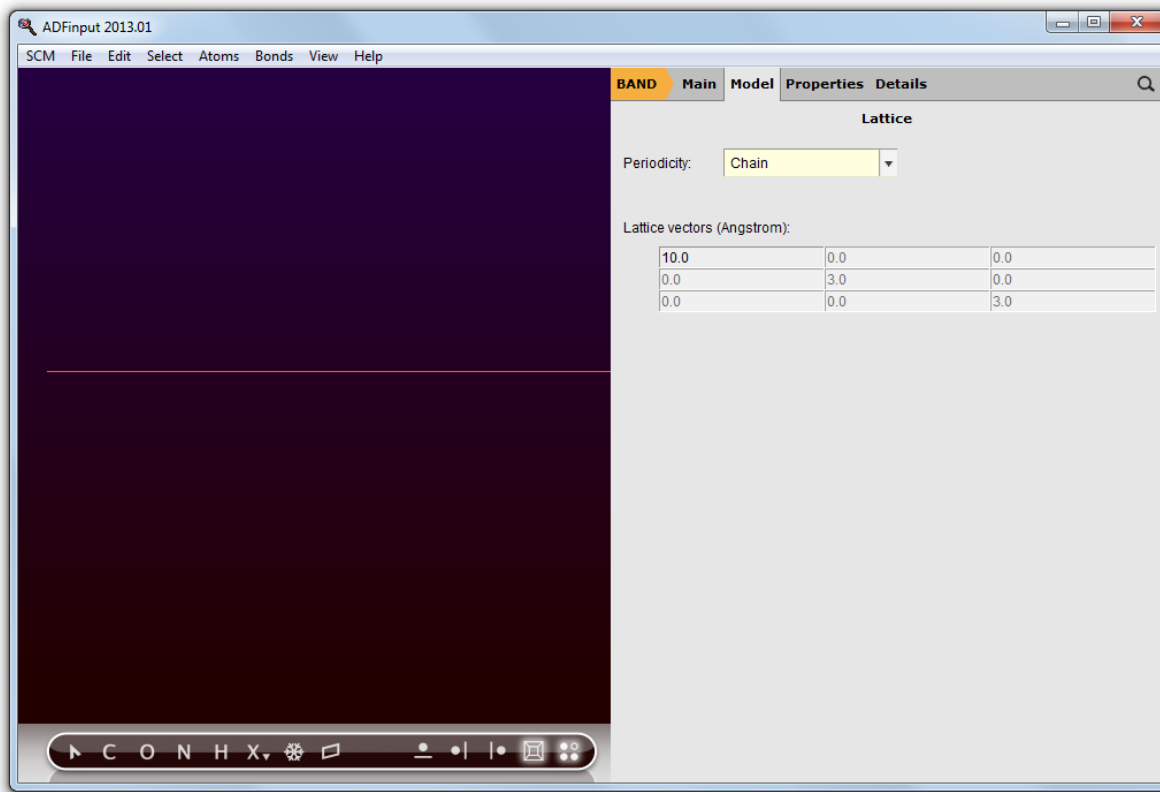 ADFinput 2013.01
SCM File Edit Select Atoms Bonds View Help
BAND Main Model Properties Details
Lattice
Periodicity: Chain
Lattice vectors (Angstrom):
10.0 0.0 0.0
0.0 3.0 0.0
0.0 0.0 3.0
C O N H X